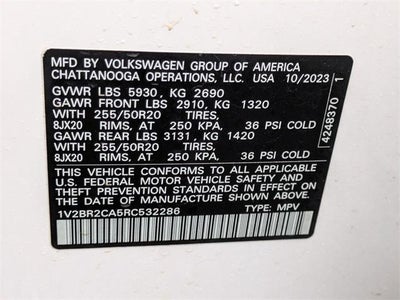 MFD BY VOLKSWAGEN GROUP OF AMERICA
CHATTANOOGA OPERATIONS, LLC. USA 10/2023
GVWR LBS 5930, KG 2690
GAWR FRONT LBS 2910, KG 1320
WITH 255/50R20 TIRES,
8JX20 RIMS, AT 250 KPA, 36 PSI COLD
GAWR REAR LBS 3131, KG 1420
WITH 255/50R20 TIRES,
8JX20 RIMS, AT 250 KPA, 36 PSI COLD
THIS VEHICLE CONFORMS TO ALL APPLICABLE
U.S. FEDERAL MOTOR VEHICLE SAFETY AND
THEFT PREVENTION STANDARDS IN EFFECT ON
THE DATE OF MANUFACTURE SHOWN ABOVE
1V2BR2CA5RC532286 TYPE: MPV
4248370 1